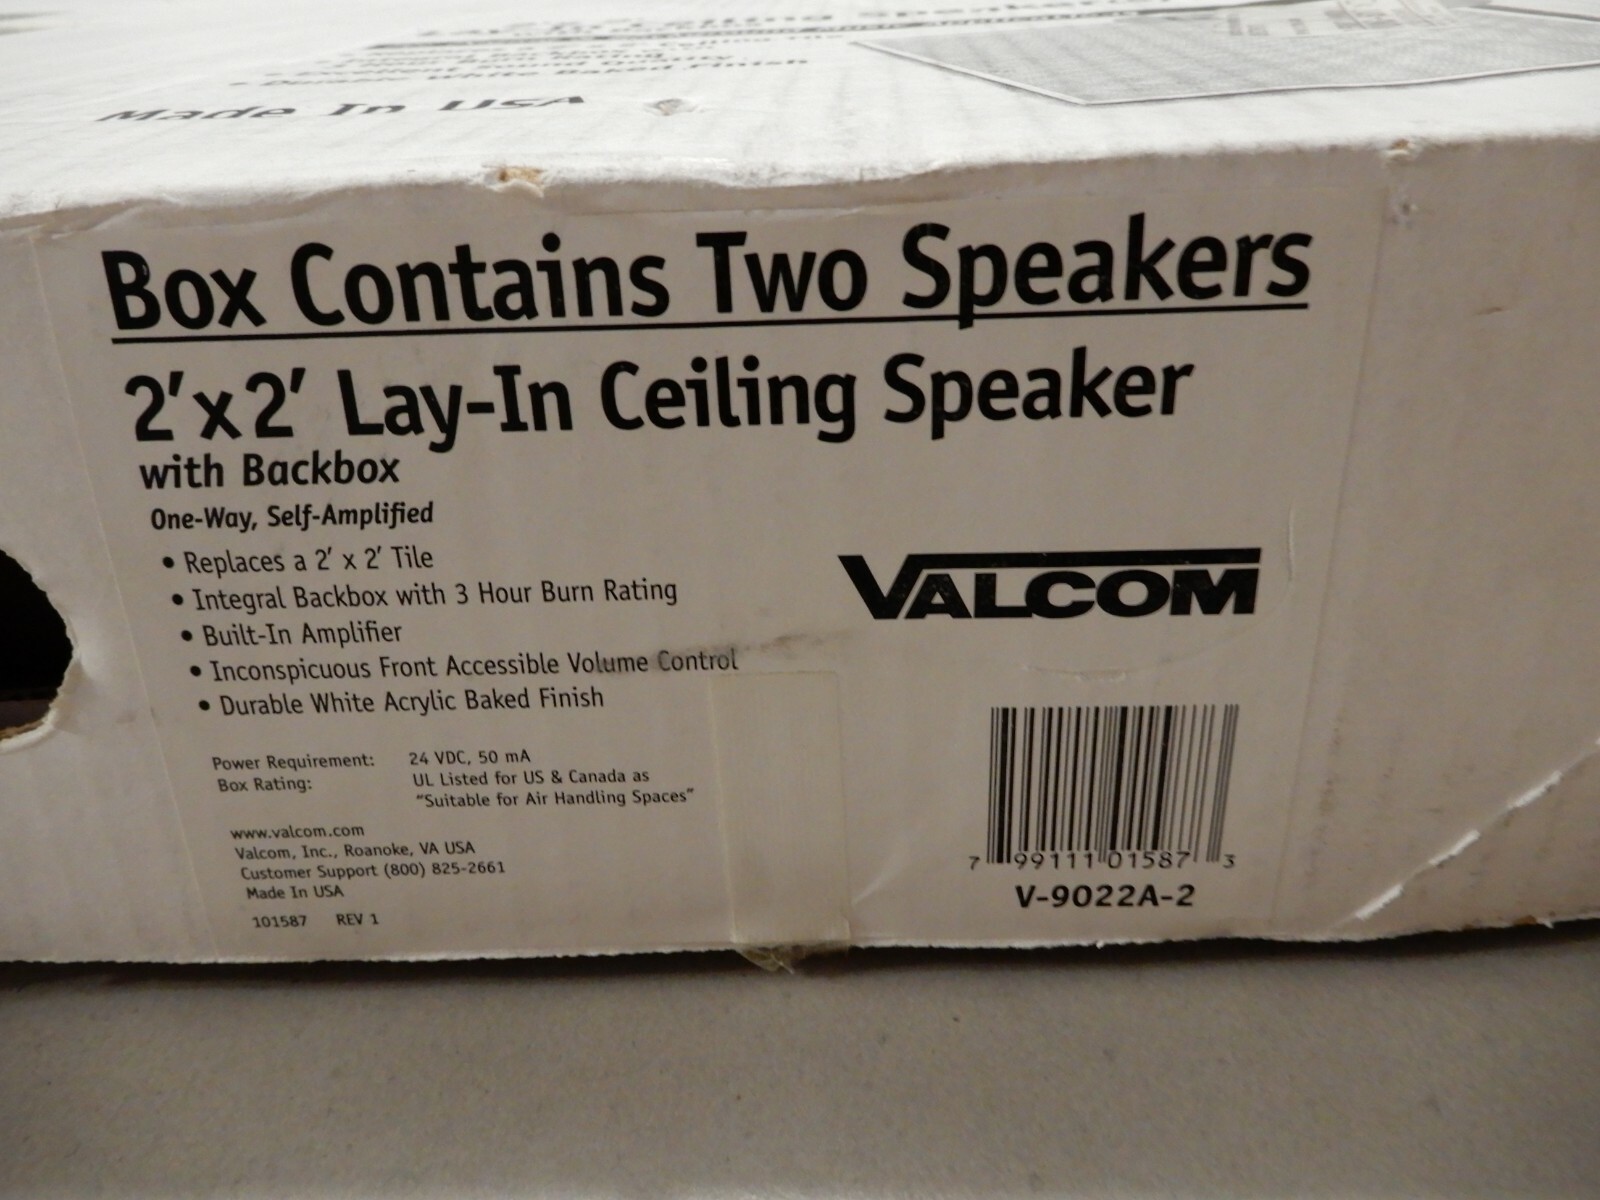 Made In USA
Box Contains Two Speakers
2' x 2' Lay-In Ceiling Speaker
with Backbox
One-Way, Self-Amplified
• Replaces a 2' x 2' Tile
• Integral Backbox with 3 Hour Burn Rating
• Built-In Amplifier
• Inconspicuous Front Accessible Volume Control
• Durable White Acrylic Baked Finish
VALCOM
Power Requirement: 24 VDC, 50 mA
Box Rating: UL Listed for US & Canada as
"Suitable for Air Handling Spaces"
www.valcom.com
Valcom, Inc., Roanoke, VA USA
Customer Support (800) 825-2661
Made In USA
101587 REV 1
7 99111 01587 3
V-9022A-2